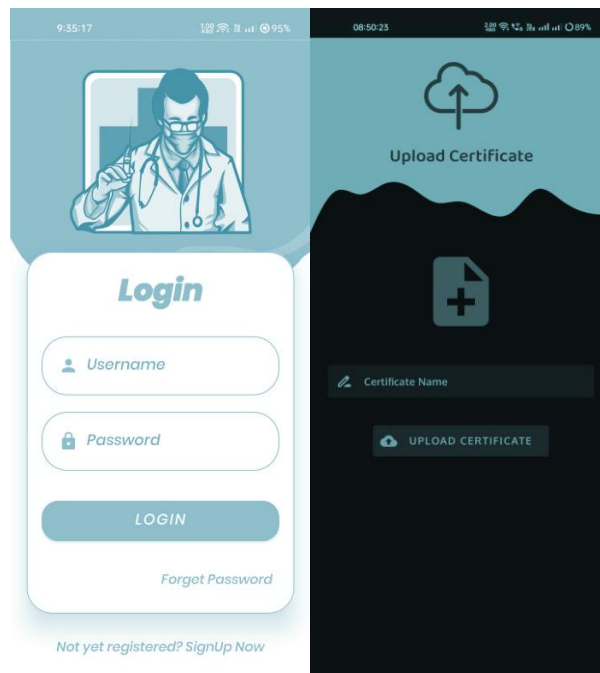 9:35:17
95%
Login
Username
Password
LOGIN
Forget Password
Not yet registered? SignUp Now
08:50:23
89%
Upload Certificate
Certificate Name
UPLOAD CERTIFICATE